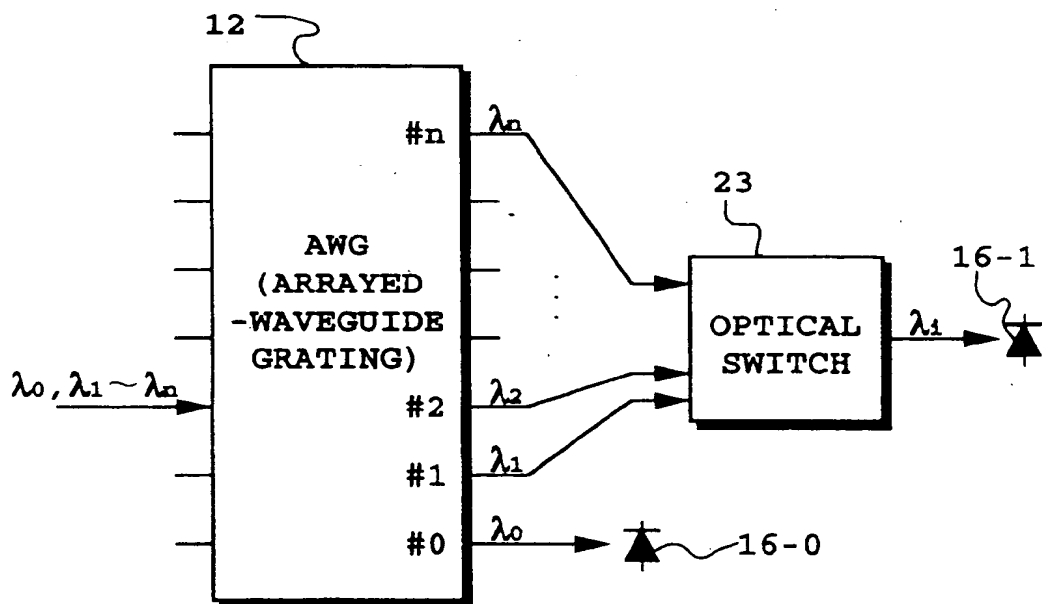 12
#n
λn
AWG
(ARRAYED
-WAVEGUIDE
GRATING)
23
OPTICAL
SWITCH
16-1
λi
λ0, λ1~λn
#2
λ2
#1
λ1
#0
λ0
16-0